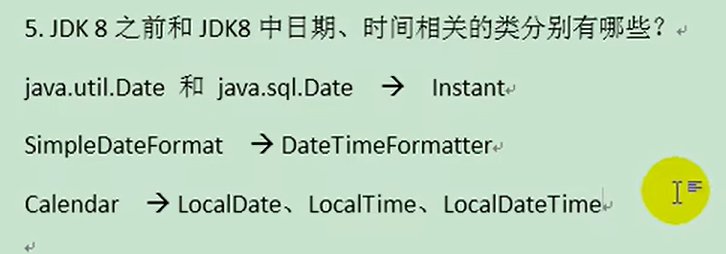 5. JDK 8 之前和 JDK8 中日期、时间相关的类分别有哪些？
java.util.Date 和 java.sql.Date → Instant
SimpleDateFormat → DateTimeFormatter
Calendar → LocalDate、LocalTime、LocalDateTime